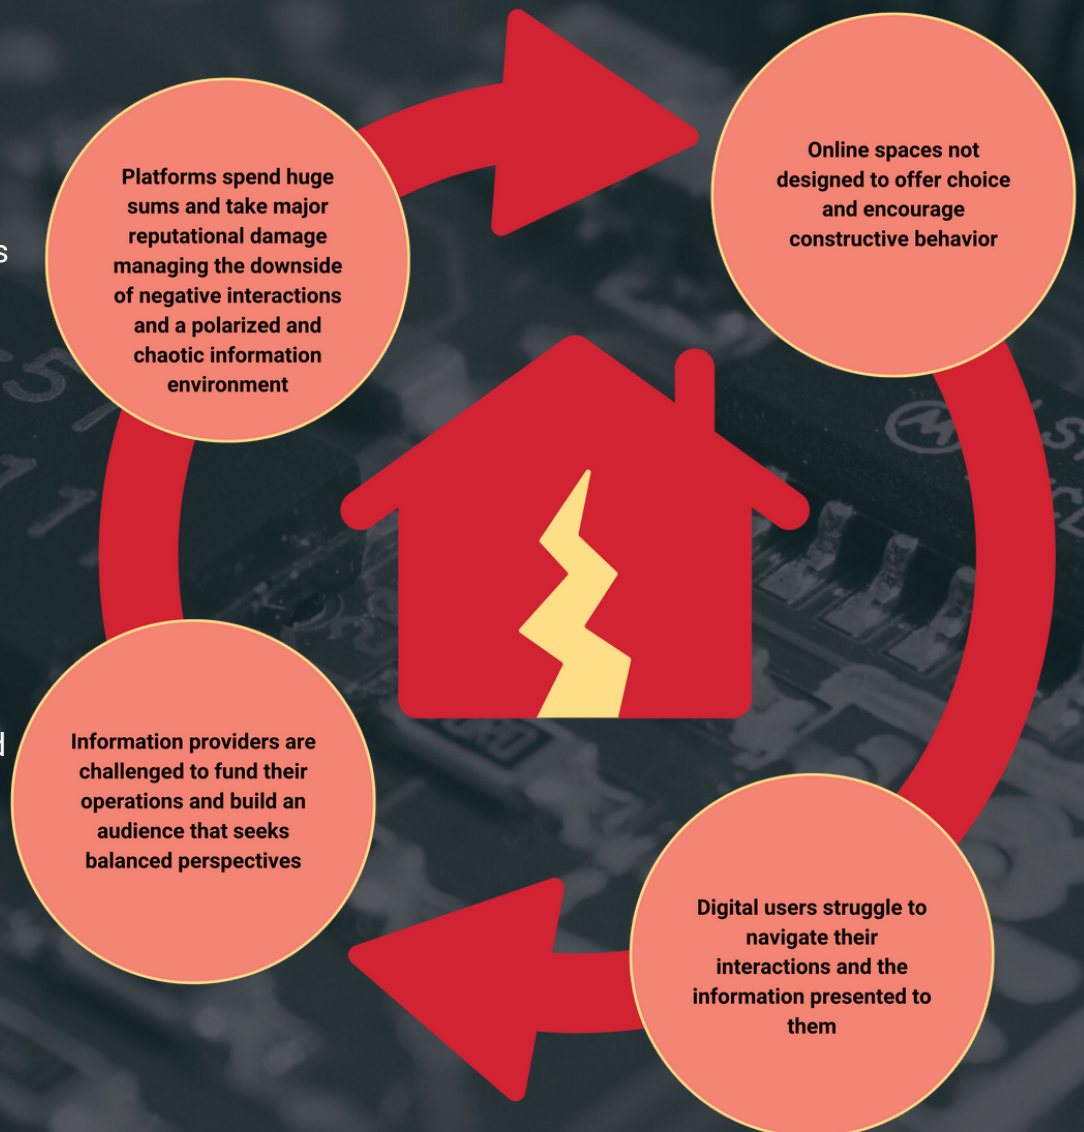 Platforms spend huge
sums and take major
reputational damage
managing the downside
of negative interactions
and a polarized and
chaotic information
environment
Online spaces not
designed to offer choice
and encourage
constructive behavior
Digital users struggle to
navigate their
interactions and the
information presented to
them
Information providers are
challenged to fund their
operations and build an
audience that seeks
balanced perspectives